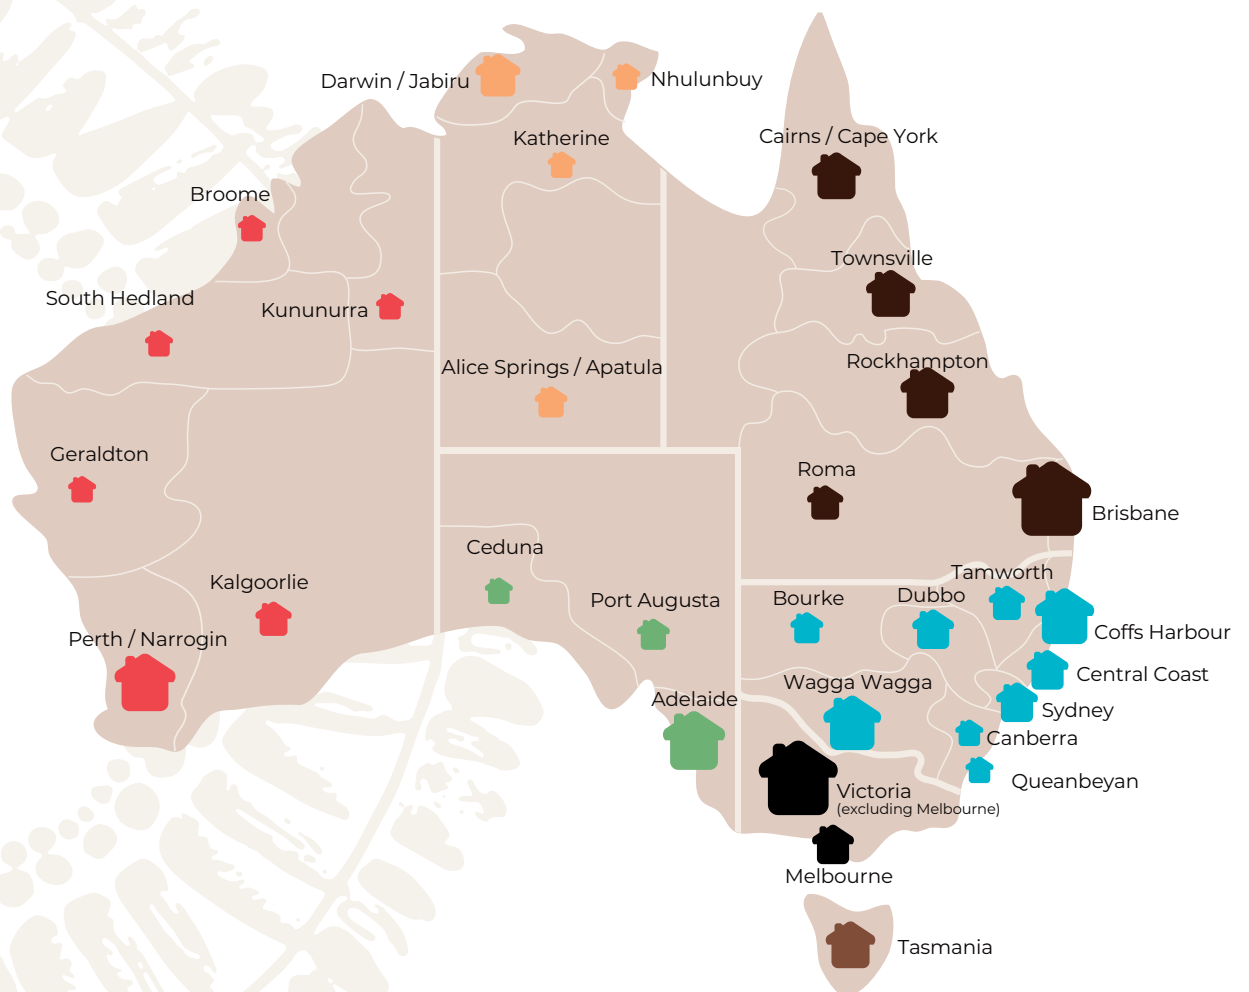 Darwin / Jabiru
Nhulunbuy
Katherine
Cairns / Cape York
Broome
Townsville
South Hedland
Kununurra
Rockhampton
Alice Springs / Apatula
Geraldton
Roma
Brisbane
Ceduna
Tamworth
Kalgoorlie
Port Augusta
Bourke
Dubbo
Coffs Harbour
Perth / Narrogin
Central Coast
Wagga Wagga
Adelaide
Sydney
Canberra
Queanbeyan
Victoria
(excluding Melbourne)
Melbourne
Tasmania